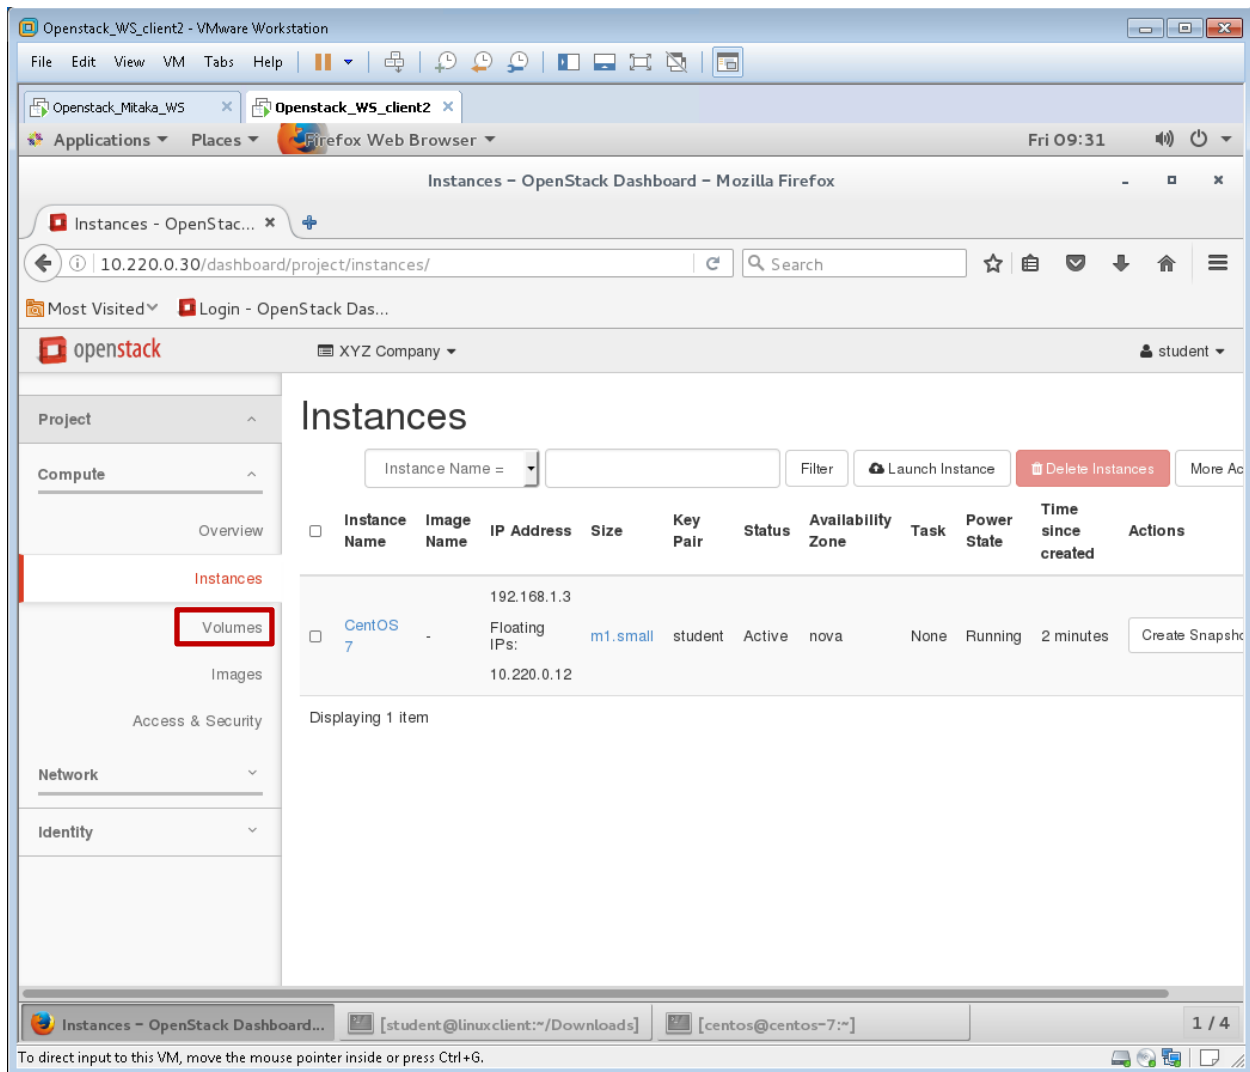 Openstack_WS_client2 - VMware Workstation
File Edit View VM Tabs Help
Openstack_Mitaka_WS Openstack_WS_client2
Applications Places Firefox Web Browser Fri 09:31
Instances - OpenStack Dashboard - Mozilla Firefox
Instances - OpenStac...
10.220.0.30/dashboard/project/instances/ Search
Most Visited Login - OpenStack Das...
openstack XYZ Company student
Project
Compute
Overview
Instances
Volumes
Images
Access & Security
Network
Identity
Instances
Instance Name = Filter Launch Instance Delete Instances More Ac
Instance Name Image Name IP Address Size Key Pair Status Availability Zone Task Power State Time since created Actions
CentOS 7 - 192.168.1.3 Floating IPs: 10.220.0.12 m1.small student Active nova None Running 2 minutes Create Snapsho
Displaying 1 item
Instances - OpenStack Dashboard... [student@linuxclient:~/Downloads] [centos@centos-7:~] 1 / 4
To direct input to this VM, move the mouse pointer inside or press Ctrl+G.